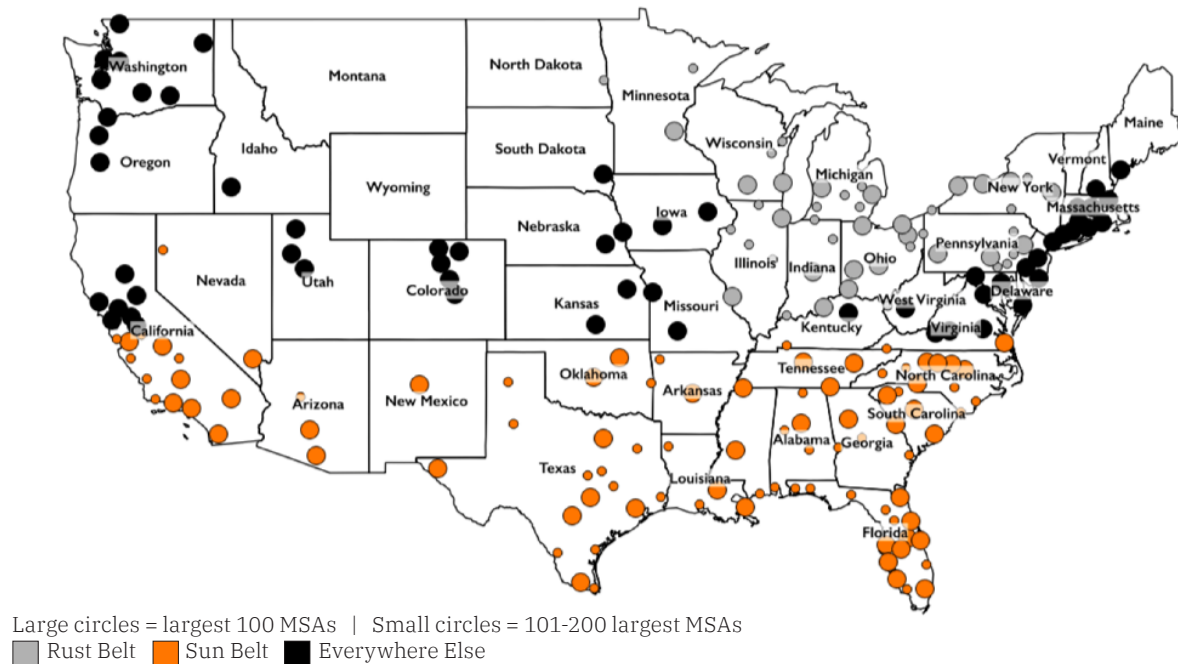 Washington
Montana
North Dakota
Minnesota
Maine
Oregon
Idaho
South Dakota
Wisconsin
Michigan
Vermont
New York
Massachusetts
Wyoming
Iowa
Nebraska
Pennsylvania
Nevada
Utah
Colorado
Illinois
Indiana
Ohio
Delaware
Kansas
Missouri
West Virginia
Kentucky
Virginia
California
Arizona
New Mexico
Oklahoma
Arkansas
Tennessee
North Carolina
South Carolina
Alabama
Georgia
Texas
Louisiana
Florida
Large circles = largest 100 MSAs | Small circles = 101-200 largest MSAs
Rust Belt Sun Belt Everywhere Else